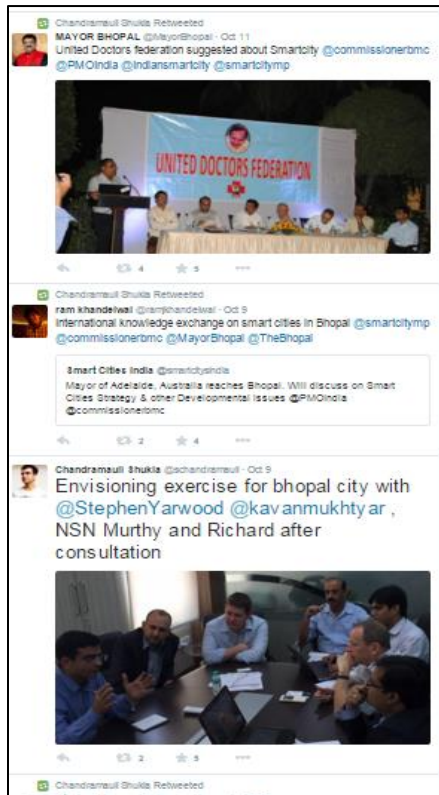 Chandramauli Shukla Retweeted
MAYOR BHOPAL @MayorBhopal · Oct 11
United Doctors federation suggested about Smartcity @commissionerbmc
@PMOIndia @indiansmartcity @smartcitymp
UNITED DOCTORS FEDERATION
4 5
Chandramauli Shukla Retweeted
ram khandelwal @ramjkhandelwal · Oct 9
International knowledge exchange on smart cities in Bhopal @smartcitymp
@commissionerbmc @MayorBhopal @TheBhopal
Smart Cities India @smartcitysindia
Mayor of Adelaide, Australia reaches Bhopal. Will discuss on Smart
Cities Strategy & other Developmental Issues @PMOIndia
@commissionerbmc
2 4
Chandramauli Shukla @schandramauli · Oct 9
Envisioning exercise for bhopal city with
@StephenYarwood @kavanmukhtyar ,
NSN Murthy and Richard after
consultation
2 5
Chandramauli Shukla Retweeted